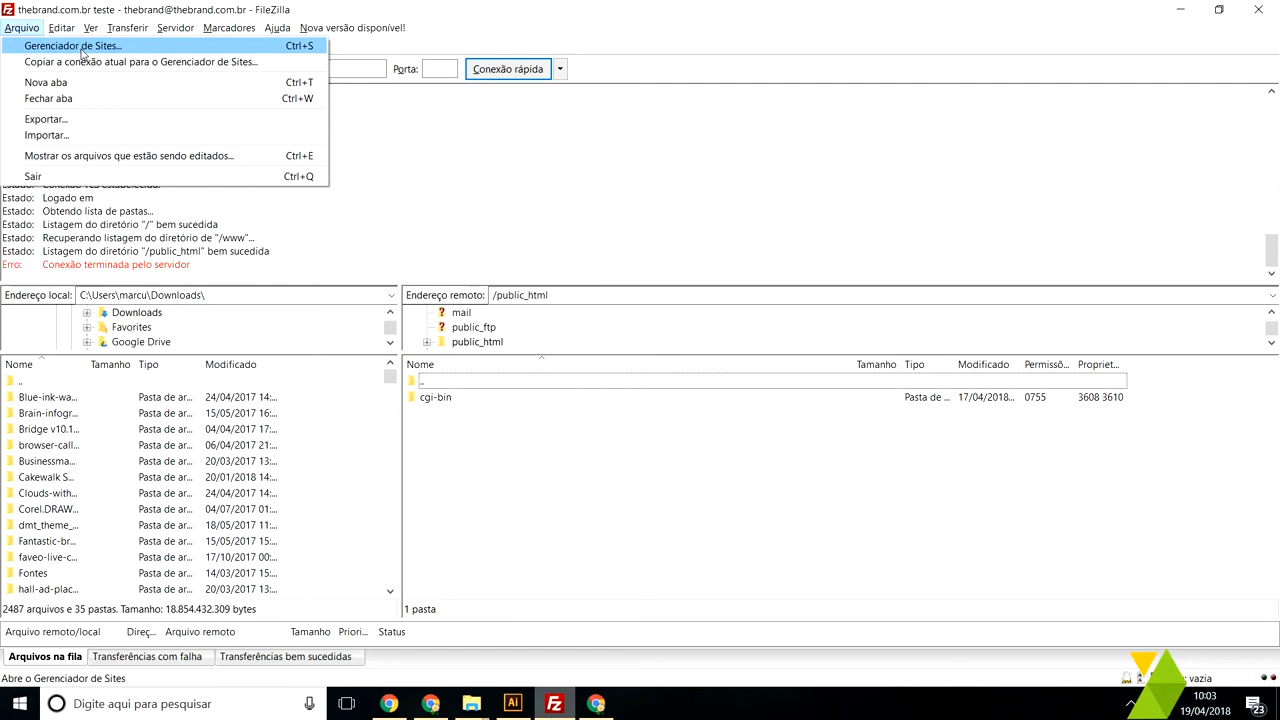 thebrand.com.br teste - thebrand@thebrand.com.br - FileZilla
Arquivo Editar Ver Transferir Servidor Marcadores Ajuda Nova versão disponível!
Gerenciador de Sites... Ctrl+S
Copiar a conexão atual para o Gerenciador de Sites...
Porta: Conexão rápida
Nova aba Ctrl+T
Fechar aba Ctrl+W
Exportar...
Importar...
Mostrar os arquivos que estão sendo editados... Ctrl+E
Sair Ctrl+Q
Estado: Conexão TLS estabelecida.
Estado: Logado em
Estado: Obtendo lista de pastas...
Estado: Listagem do diretório "/" bem sucedida
Estado: Recuperando listagem do diretório de "/www"...
Estado: Listagem do diretório "/public_html" bem sucedida
Erro: Conexão terminada pelo servidor
Endereço local: C:\Users\marcu\Downloads\
Downloads
Favorites
Google Drive
Endereço remoto: /public_html
mail
public_ftp
public_html
Nome Tamanho Tipo Modificado
..
Blue-ink-wa... Pasta de ar... 24/04/2017 14:...
Brain-infogr... Pasta de ar... 15/05/2017 16:...
Bridge v10.1... Pasta de ar... 04/04/2017 17:...
browser-call... Pasta de ar... 06/04/2017 21:...
Businessma... Pasta de ar... 20/03/2017 13:...
Cakewalk S... Pasta de ar... 20/01/2018 14:...
Clouds-with... Pasta de ar... 24/04/2017 14:...
Corel.DRAW... Pasta de ar... 04/07/2017 01:...
dmt_theme_... Pasta de ar... 18/05/2017 11:...
Fantastic-br... Pasta de ar... 15/05/2017 15:...
faveo-live-c... Pasta de ar... 17/10/2017 00:...
Fontes Pasta de ar... 14/03/2017 15:...
hall-ad-plac... Pasta de ar... 20/03/2017 13:...
2487 arquivos e 35 pastas. Tamanho: 18.854.432.309 bytes
Nome Tamanho Tipo Modificado Permissõ... Propriet...
..
cgi-bin Pasta de ... 17/04/2018... 0755 3608 3610
1 pasta
Arquivo remoto/local Direç... Arquivo remoto Tamanho Priori... Status
Arquivos na fila Transferências com falha Transferências bem sucedidas
Abre o Gerenciador de Sites
: vazia
Digite aqui para pesquisar
Ai
Fz
10:03
19/04/2018
23